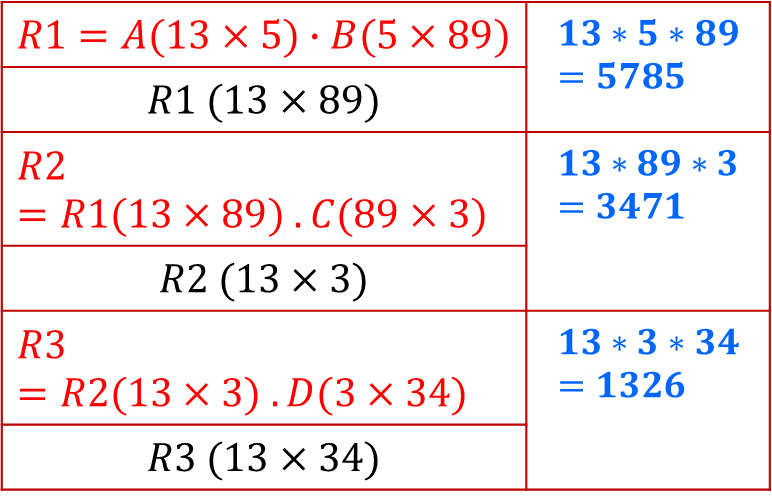 R1 = A(13 × 5) · B(5 × 89)
13 ∗ 5 ∗ 89
= 5785
R1 (13 × 89)
R2
= R1(13 × 89) . C(89 × 3)
13 ∗ 89 ∗ 3
= 3471
R2 (13 × 3)
R3
= R2(13 × 3) . D(3 × 34)
13 ∗ 3 ∗ 34
= 1326
R3 (13 × 34)